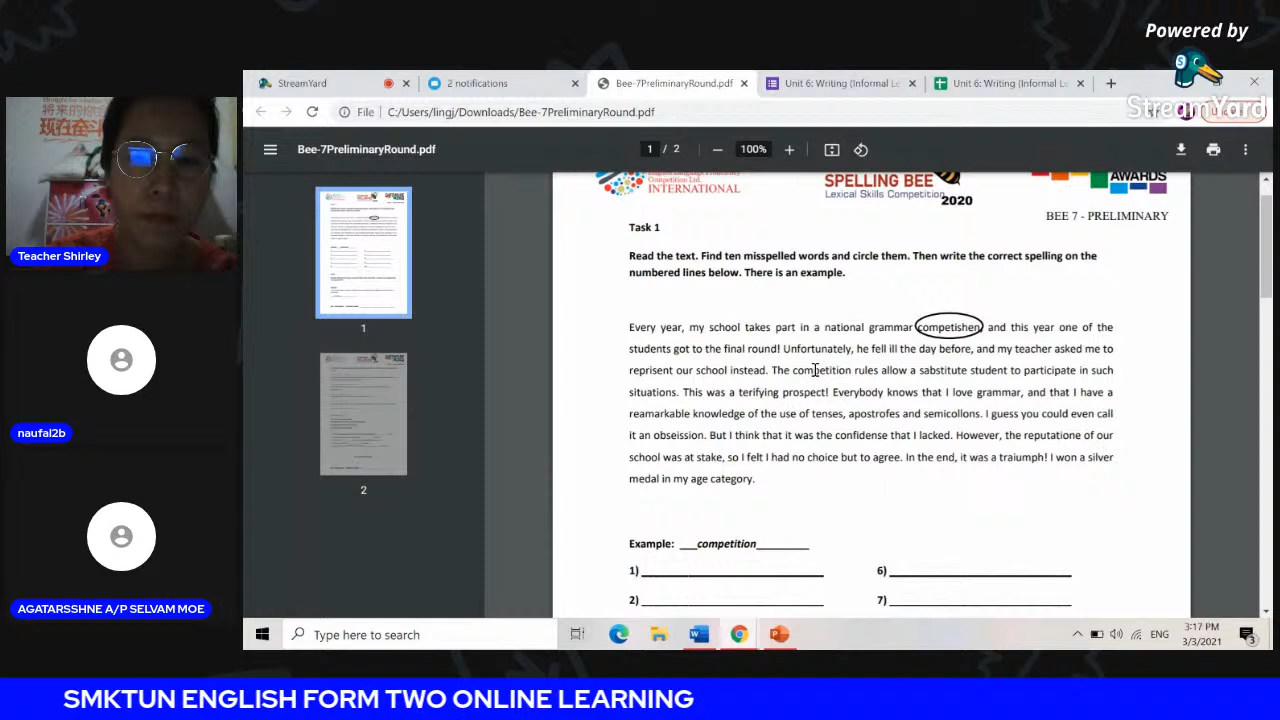 Powered by
StreamYard
StreamYard
2 notifications
Bee-7PreliminaryRound.pdf
Unit 6: Writing (Informal Le
Unit 6: Writing (Informal Le
File
C:/Users/lingj/Downloads/Bee-7PreliminaryRound.pdf
Bee-7PreliminaryRound.pdf
1 / 2
100%
INTERNATIONAL
SPELLING BEE
Lexical Skills Competition
2020
AWARDS
BEE 7 - PRELIMINARY
Task 1
Read the text. Find ten misspelled words and circle them. Then write the correct spelling on the
numbered lines below. There is an example.
Every year, my school takes part in a national grammar competishen, and this year one of the
students got to the final round! Unfortunately, he fell ill the day before, and my teacher asked me to
reprisent our school instead. The competition rules allow a sabstitute student to participate in such
situations. This was a terifying prospect! Everybody knows that I love grammar, and that I have a
reamarkable knowledge of the use of tenses, apostrofes and semicollons. I guess you could even call
it an obseission. But I think that it was the confidense that I lacked. However, the reputatione of our
school was at stake, so I felt I had no choice but to agree. In the end, it was a traiumph! I won a silver
medal in my age category.
Example: ___competition________
1)
6)
2)
7)
1
2
将来的
现在奋斗
Teacher Shirley
naufal2b
AGATARSSHNE A/P SELVAM MOE
Type here to search
ENG
3:17 PM
3/3/2021
3
SMKTUN ENGLISH FORM TWO ONLINE LEARNING